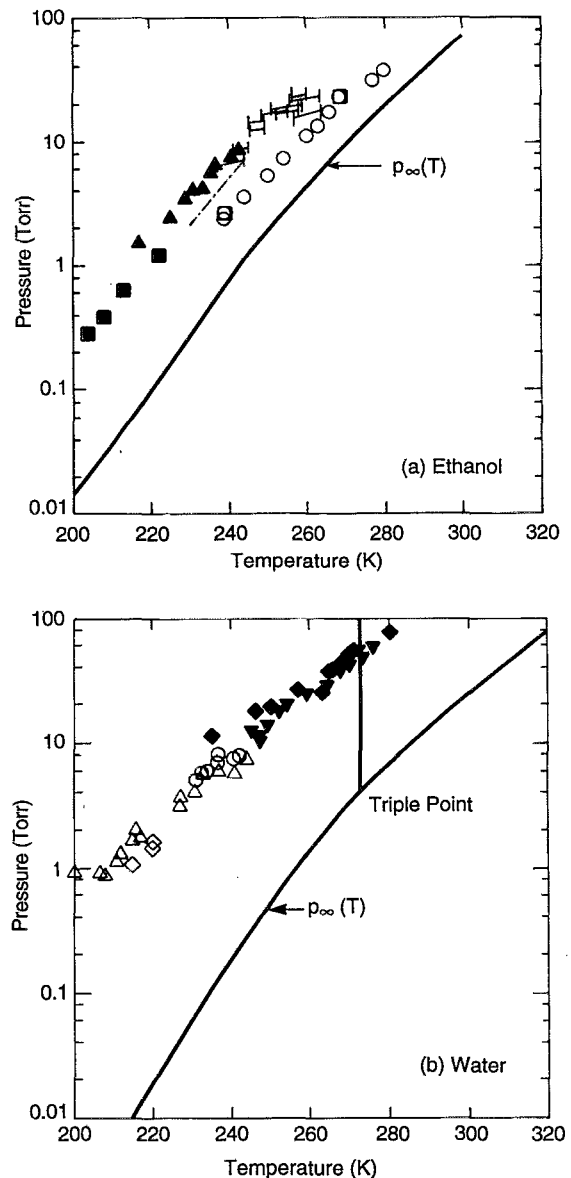 100
10
1
0.1
0.01
Pressure (Torr)
p∞(T)
(a) Ethanol
200 220 240 260 280 300 320
Temperature (K)
100
10
1
0.1
0.01
Pressure (Torr)
Triple Point
p∞ (T)
(b) Water
200 220 240 260 280 300 320
Temperature (K)